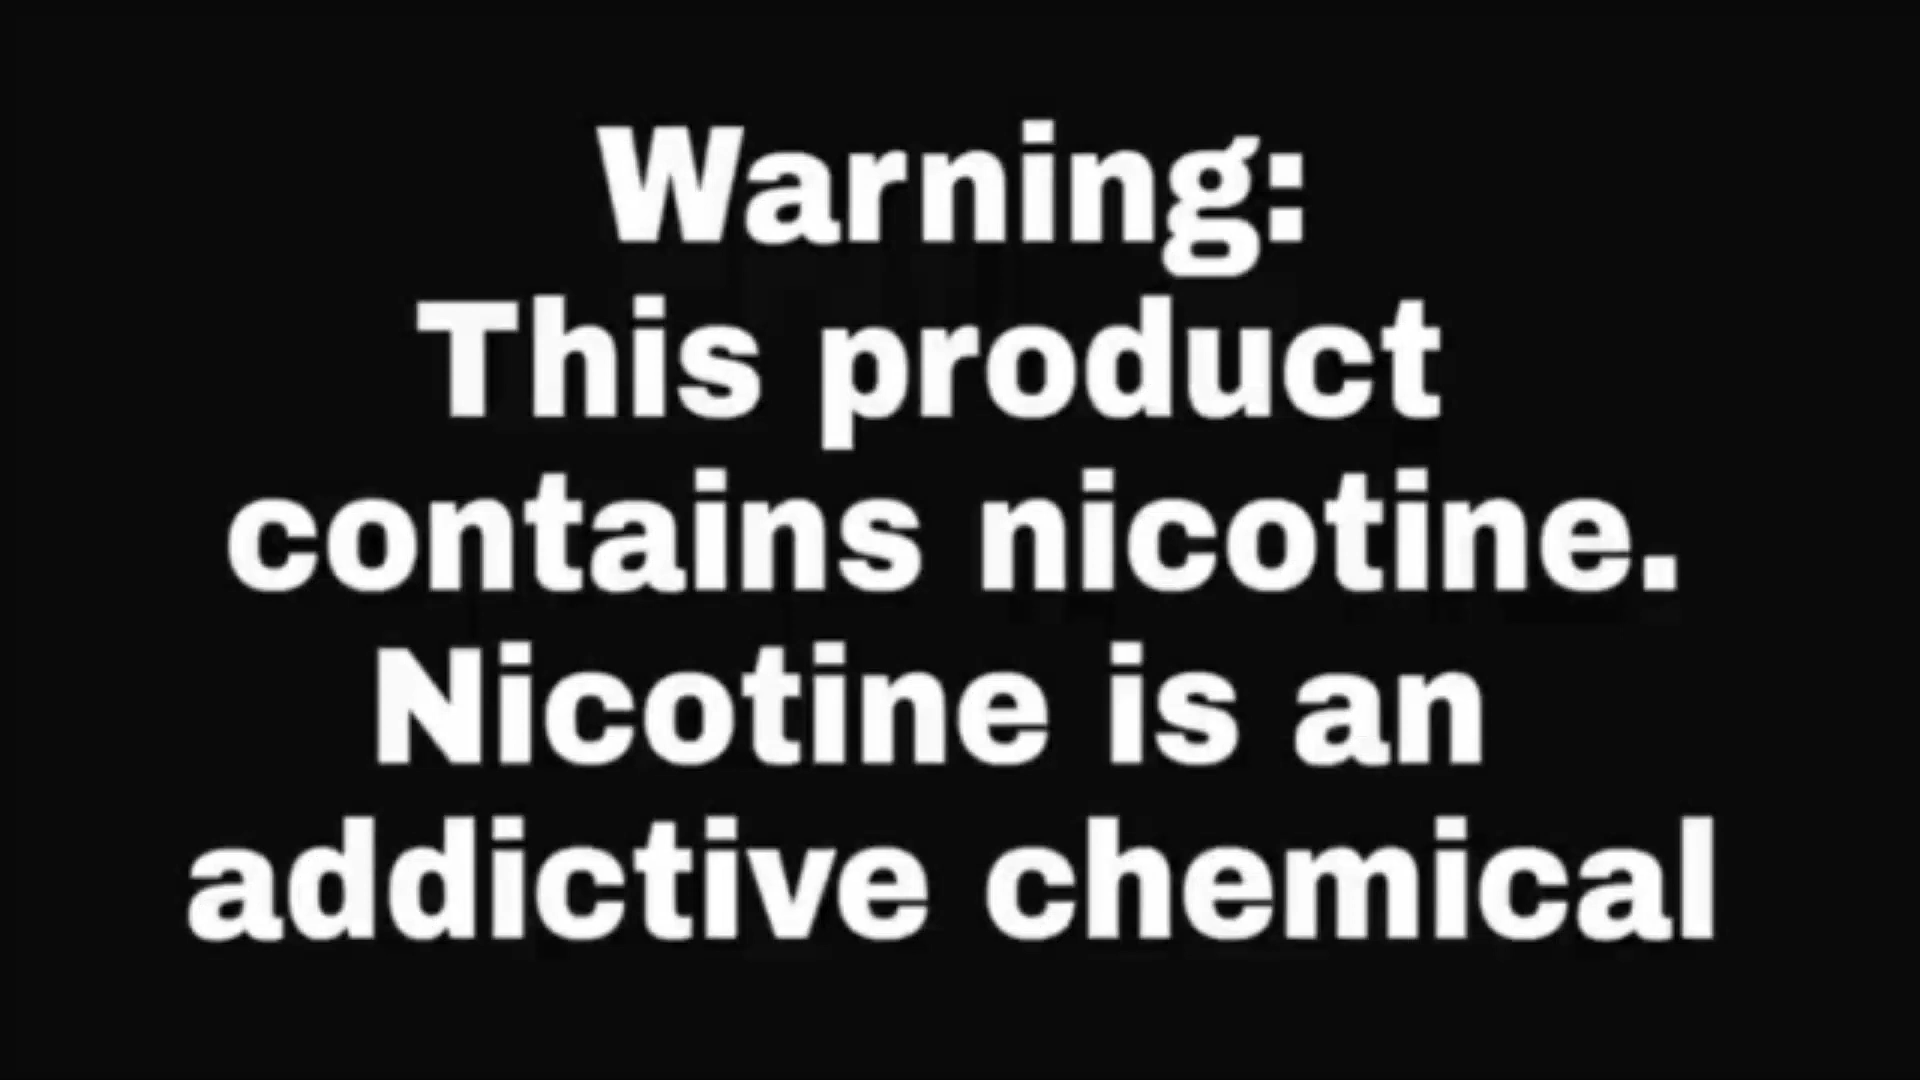 Warning:
This product
contains nicotine.
Nicotine is an
addictive chemical